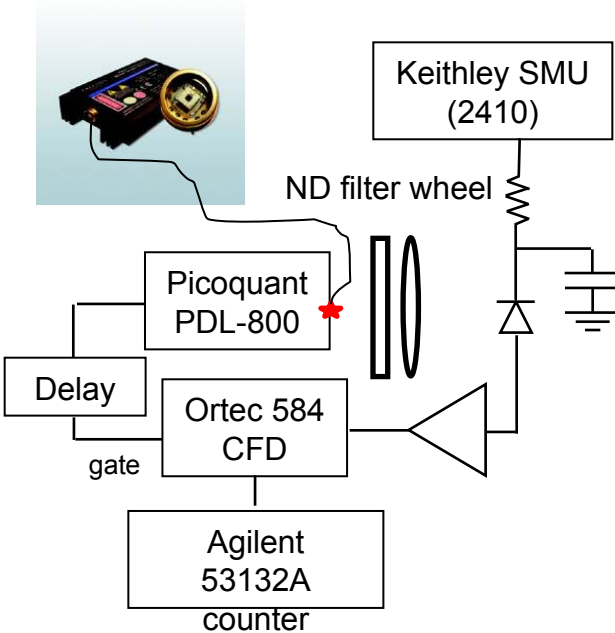 Keithley SMU
(2410)
ND filter wheel
Picoquant
PDL-800
Delay
Ortec 584
CFD
gate
Agilent
53132A
counter